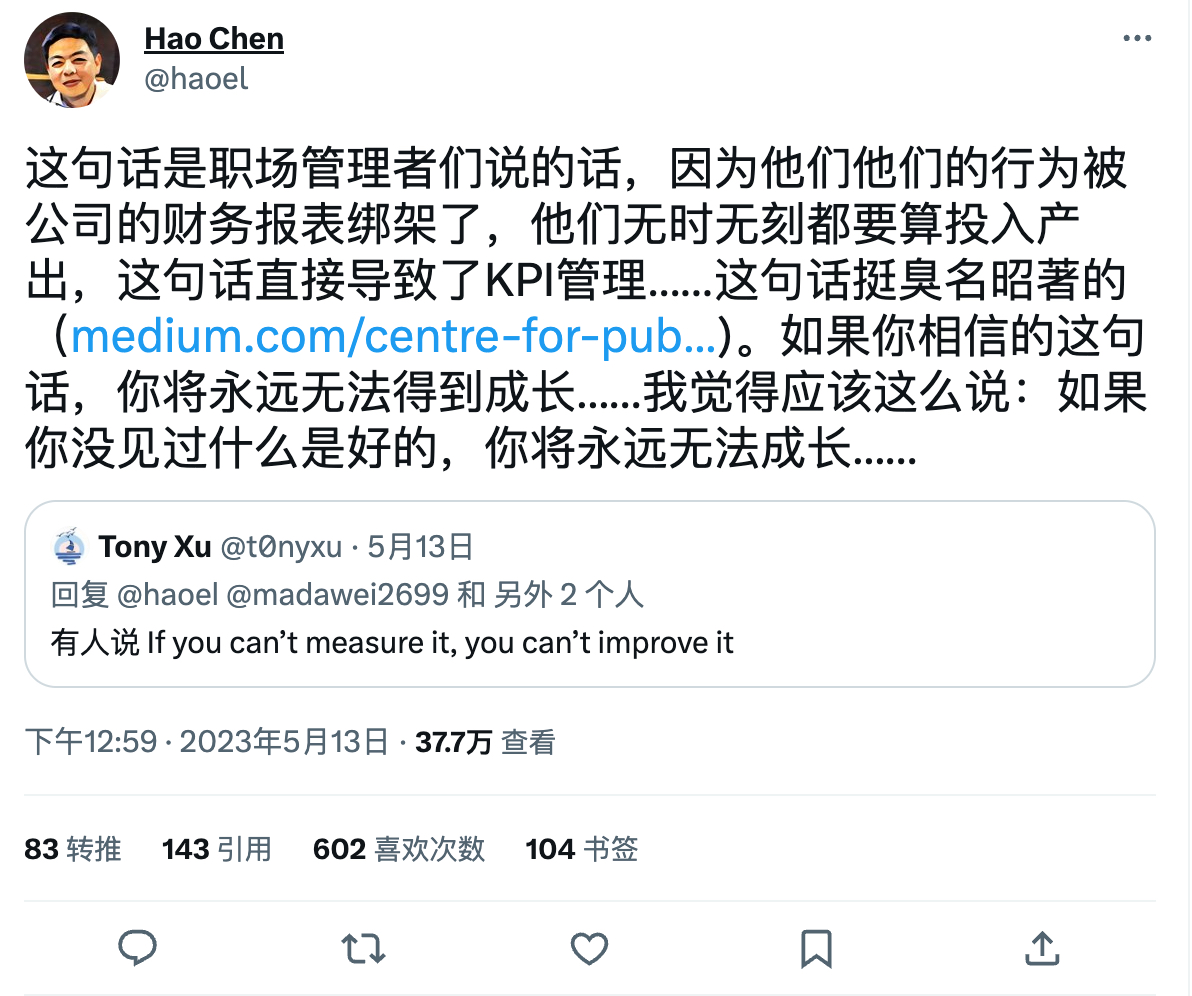 Hao Chen
@haoel
这句话是职场管理者们说的话，因为他们他们的行为被
公司的财务报表绑架了，他们无时无刻都要算投入产
出，这句话直接导致了KPI管理……这句话挺臭名昭著的
（medium.com/centre-for-pub…）。如果你相信的这句
话，你将永远无法得到成长……我觉得应该这么说：如果
你没见过什么是好的，你将永远无法成长……
Tony Xu @t0nyxu · 5月13日
回复 @haoel @madawei2699 和 另外 2 个人
有人说 If you can’t measure it, you can’t improve it
下午12:59 · 2023年5月13日 · 37.7万 查看
83 转推 143 引用 602 喜欢次数 104 书签